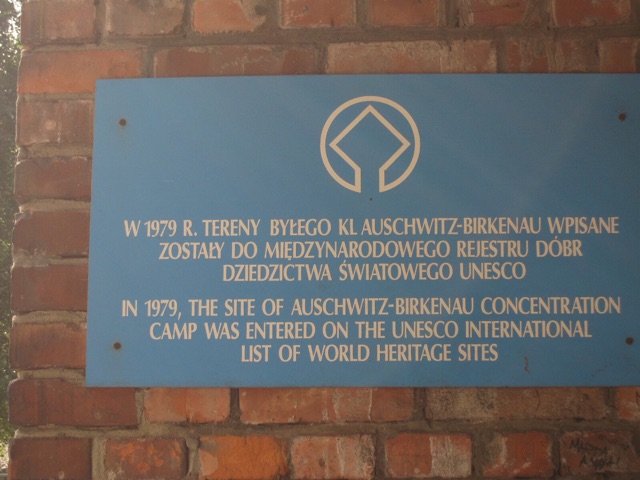 W 1979 R. TERENY BYŁEGO KL AUSCHWITZ-BIRKENAU WPISANE
ZOSTAŁY DO MIĘDZYNARODOWEGO REJESTRU DÓBR
DZIEDZICTWA ŚWIATOWEGO UNESCO
IN 1979, THE SITE OF AUSCHWITZ-BIRKENAU CONCENTRATION
CAMP WAS ENTERED ON THE UNESCO INTERNATIONAL
LIST OF WORLD HERITAGE SITES